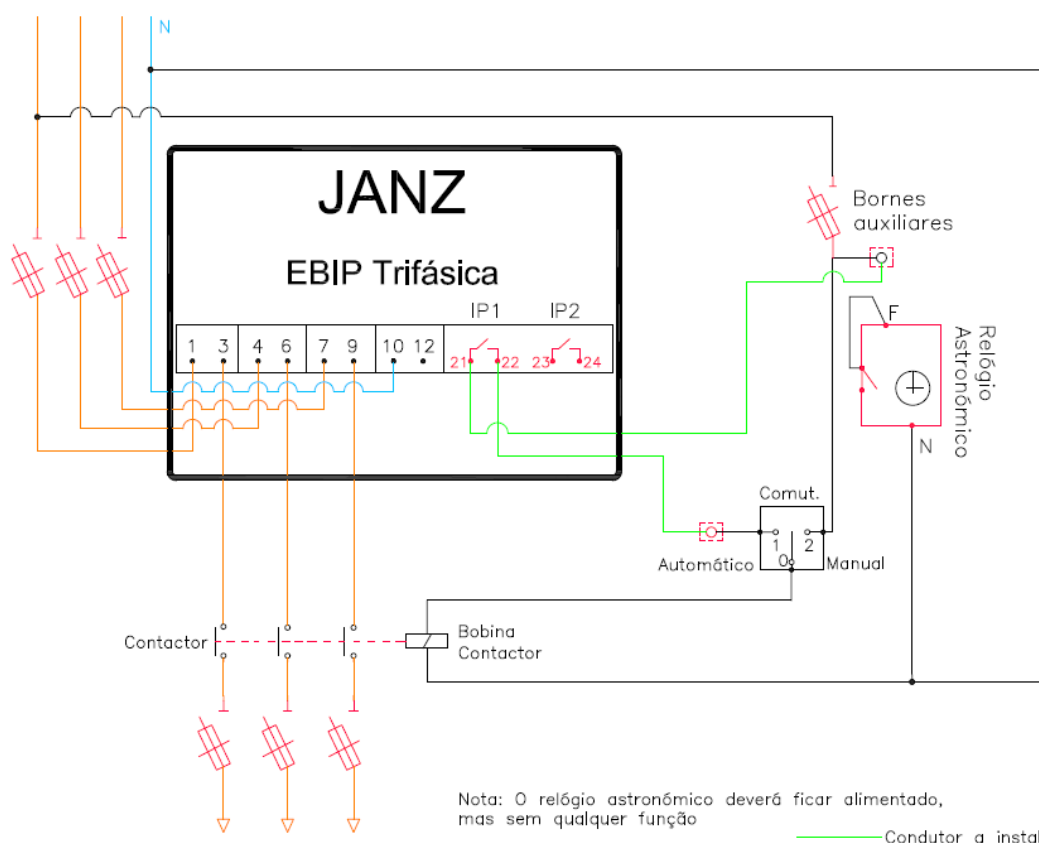 N
JANZ
EBIP Trifásica
IP1 IP2
1 3 4 6 7 9 10 12 21 22 23 24
Bornes
auxiliares
F
Relógio
Astronómico
N
Comut.
1 2
0
Automático
Manual
Contactor
Bobina
Contactor
Nota: O relógio astronómico deverá ficar alimentado,
mas sem qualquer função
Condutor a instal